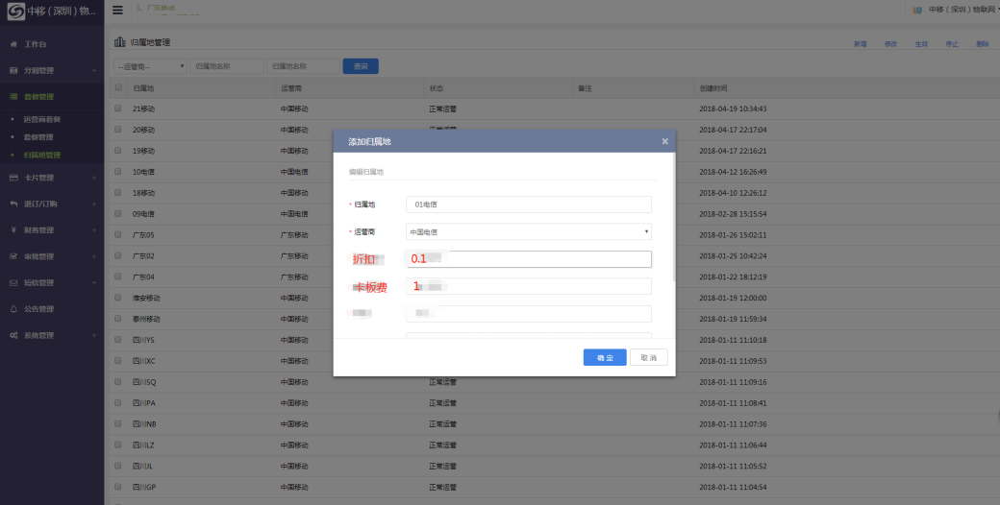 中移（深圳）物...
1、广东移动
中移（深圳）物联网
工作台
分润管理
套餐管理
运营商套餐
套餐管理
归属地管理
卡片管理
退订/订购
财务管理
审批管理
短信管理
公告管理
系统管理
归属地管理
新增 修改 生效 停止 删除
--运营商-- 归属地名称 归属地名称 查询
归属地 运营商 状态 备注 创建时间
21移动 中国移动 正常运营 2018-04-19 10:34:43
20移动 中国移动 正常运营 2018-04-17 22:17:04
19移动 中国移动 2018-04-17 22:16:21
10电信 中国电信 2018-04-12 16:26:49
18移动 中国移动 2018-04-10 12:26:12
09电信 中国电信 2018-02-28 15:15:54
广东05 广东移动 2018-01-26 15:02:11
广东02 广东移动 2018-01-25 10:42:24
广东04 广东移动 2018-01-22 18:12:19
淮安移动 中国移动 2018-01-19 12:00:00
泰州移动 中国移动 2018-01-19 11:59:34
四川YS 中国移动 2018-01-11 11:10:18
四川XC 中国移动 2018-01-11 11:09:53
四川SQ 中国移动 正常运营 2018-01-11 11:09:16
四川PA 中国移动 正常运营 2018-01-11 11:08:41
四川NB 中国移动 正常运营 2018-01-11 11:07:36
四川LZ 中国移动 正常运营 2018-01-11 11:06:44
四川JL 中国移动 正常运营 2018-01-11 11:05:52
四川GP 中国移动 正常运营 2018-01-11 11:04:54
添加归属地 ×
编辑归属地
* 归属地 01电信
* 运营商 中国电信
折扣 0.1
卡板费 1
确定 取消